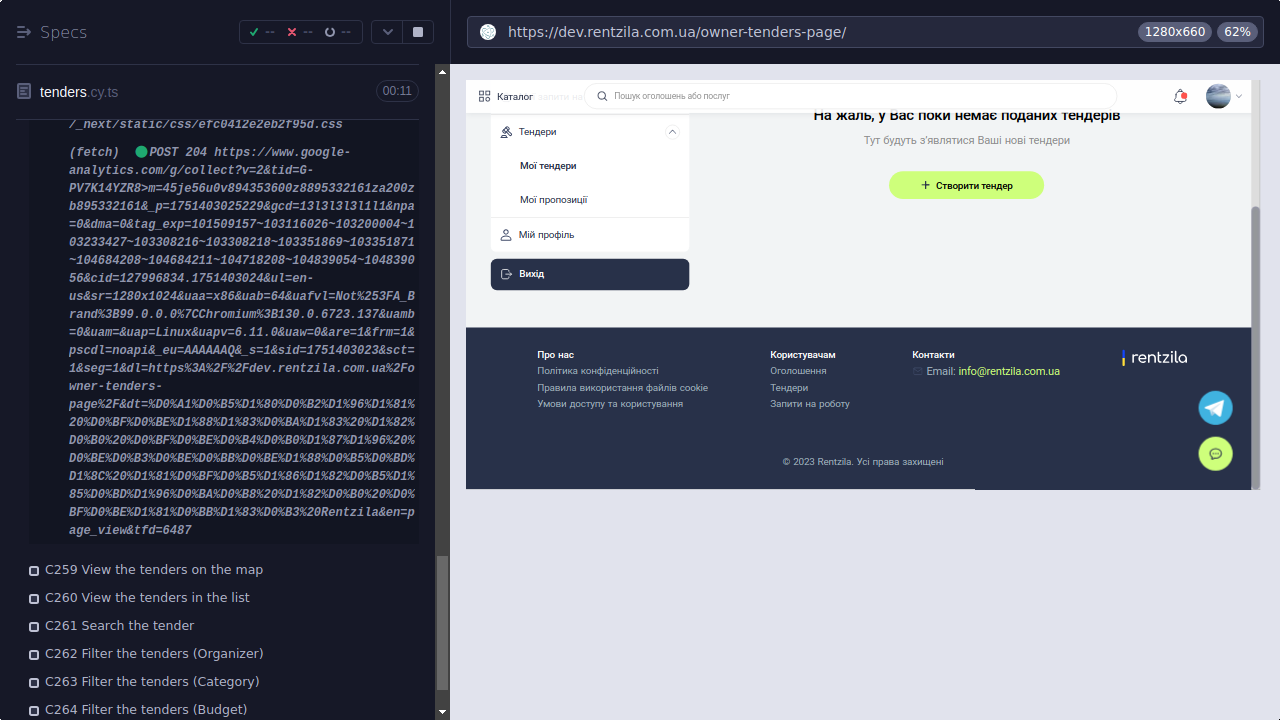 Specs
--
--
--
https://dev.rentzila.com.ua/owner-tenders-page/
1280x660
62%
tenders.cy.ts
00:11
/_next/static/css/efc0412e2eb2f95d.css
(fetch) POST 204 https://www.google-
analytics.com/g/collect?v=2&tid=G-
PV7K14YZR8>m=45je56u0v894353600z8895332161za200z
b895332161&_p=1751403025229&gcd=13l3l3l3l1l1&npa
=0&dma=0&tag_exp=101509157~103116026~103200004~1
03233427~103308216~103308218~103351869~103351871
~104684208~104684211~104718208~104839054~1048390
56&cid=127996834.1751403024&ul=en-
us&sr=1280x1024&uaa=x86&uab=64&uafvl=Not%253FA_B
rand%3B99.0.0.0%7CChromium%3B130.0.6723.137&uamb
=0&uam=&uap=Linux&uapv=6.11.0&uaw=0&are=1&frm=1&
pscdl=noapi&_eu=AAAAAAQ&_s=1&sid=1751403023&sct=
1&seg=1&dl=https%3A%2F%2Fdev.rentzila.com.ua%2Fo
wner-tenders-
page%2F&dt=%D0%A1%D0%B5%D1%80%D0%B2%D1%96%D1%81%
20%D0%BF%D0%BE%D1%88%D1%83%D0%BA%D1%83%20%D1%82%
D0%B0%20%D0%BF%D0%BE%D0%B4%D0%B0%D1%87%D1%96%20%
D0%BE%D0%B3%D0%BE%D0%BB%D0%BE%D1%88%D0%B5%D0%BD%
D1%8C%20%D1%81%D0%BF%D0%B5%D1%86%D1%82%D0%B5%D1%
85%D0%BD%D1%96%D0%BA%D0%B8%20%D1%82%D0%B0%20%D0%
BF%D0%BE%D1%81%D0%BB%D1%83%D0%B3%20Rentzila&en=p
age_view&tfd=6487
C259 View the tenders on the map
C260 View the tenders in the list
C261 Search the tender
C262 Filter the tenders (Organizer)
C263 Filter the tenders (Category)
C264 Filter the tenders (Budget)
Каталог
запити на
Пошук оголошень або послуг
Тендери
Мої тендери
Мої пропозиції
Мій профіль
Вихід
На жаль, у Вас поки немає поданих тендерів
Тут будуть з'являтися Ваші нові тендери
Створити тендер
Про нас
Політика конфіденційності
Правила використання файлів cookie
Умови доступу та користування
Користувачам
Оголошення
Тендери
Запити на роботу
Контакти
Email: info@rentzila.com.ua
rentzila
© 2023 Rentzila. Усі права захищені